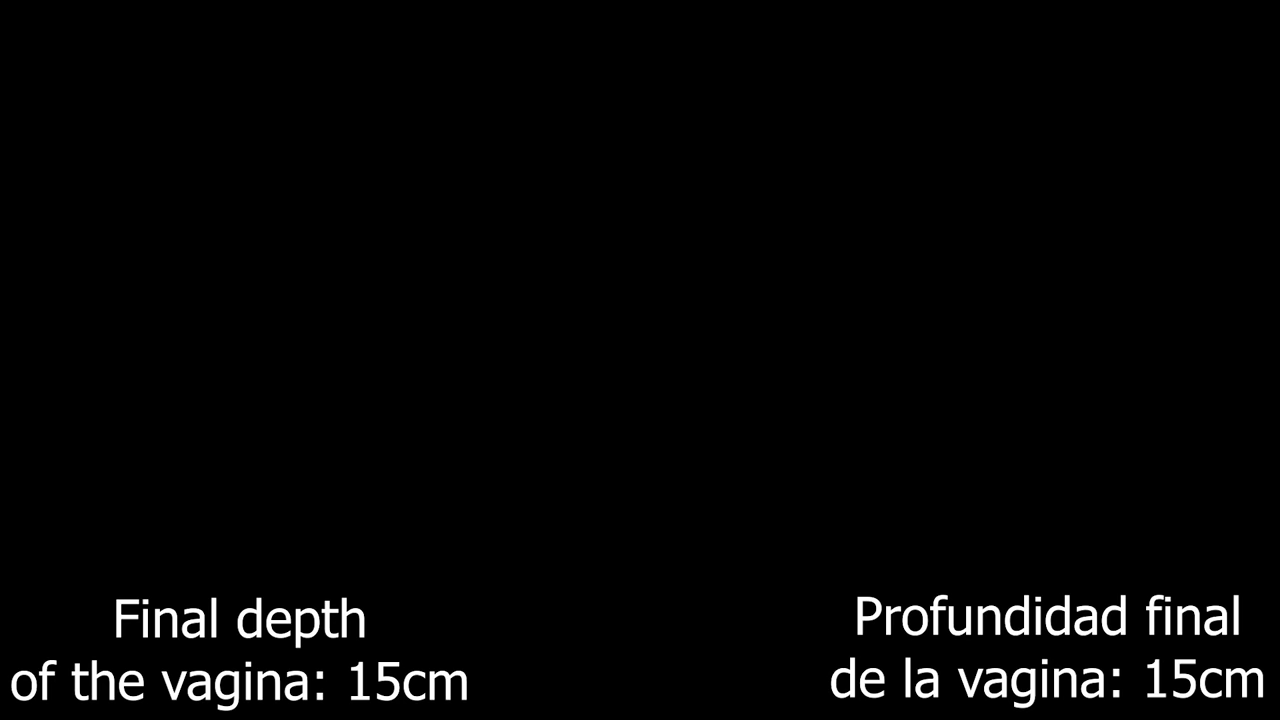 Final depth
of the vagina: 15cm
Profundidad final
de la vagina: 15cm